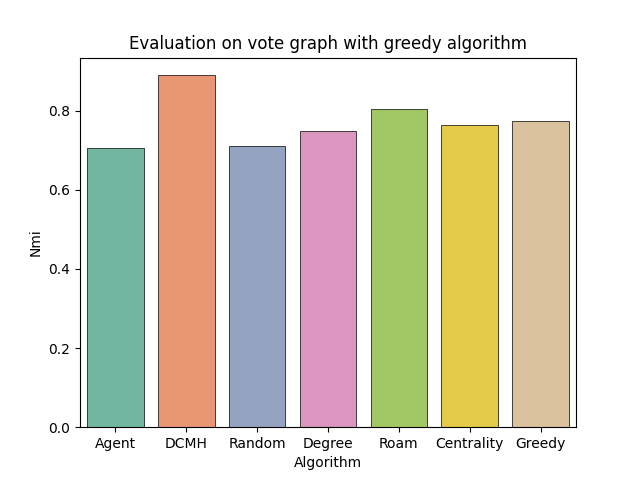 Evaluation on vote graph with greedy algorithm
Nmi
0.8
0.6
0.4
0.2
0.0
Agent DCMH Random Degree Roam Centrality Greedy
Algorithm